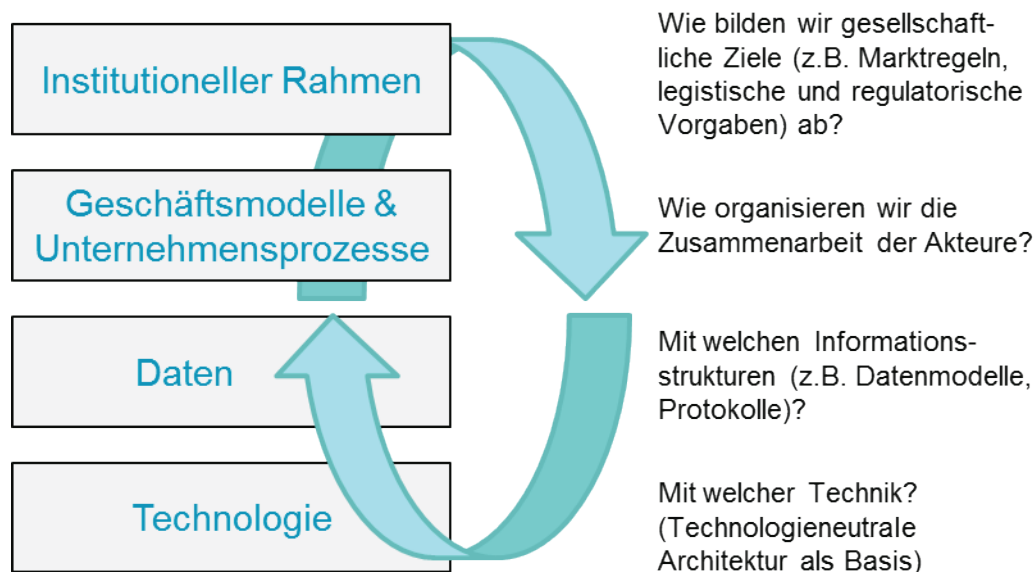 Institutioneller Rahmen
Wie bilden wir gesellschaft-
liche Ziele (z.B. Marktregeln,
legistische und regulatorische
Vorgaben) ab?
Geschäftsmodelle &
Unternehmensprozesse
Wie organisieren wir die
Zusammenarbeit der Akteure?
Daten
Mit welchen Informations-
strukturen (z.B. Datenmodelle,
Protokolle)?
Technologie
Mit welcher Technik?
(Technologieneutrale
Architektur als Basis)